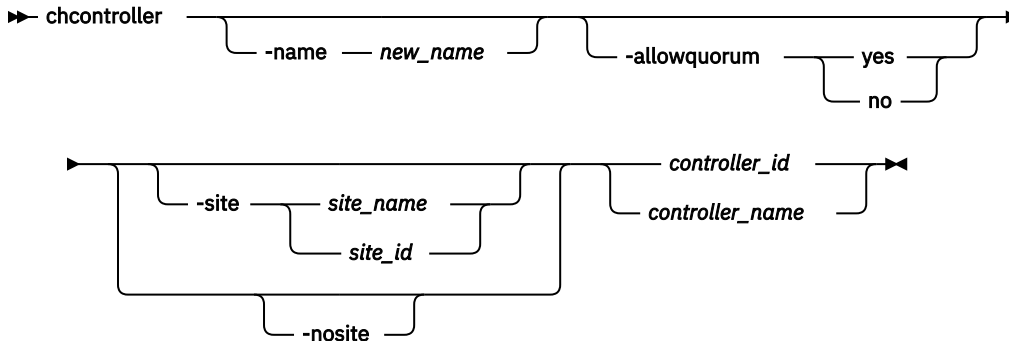 chcontroller
-name new_name
-allowquorum yes
no
controller_id
-site site_name
controller_name
site_id
-nosite